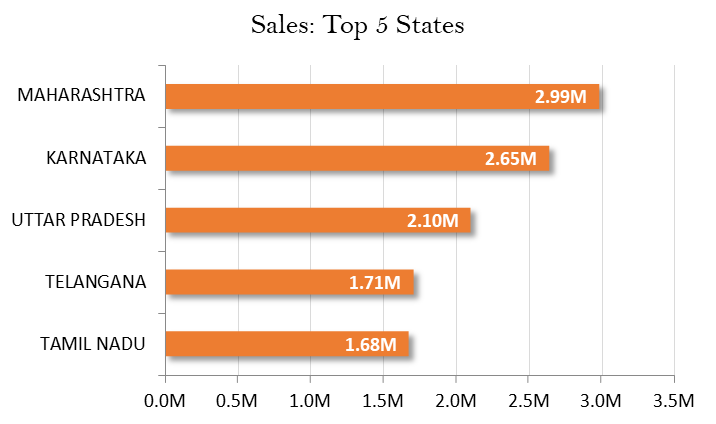 Sales: Top 5 States
MAHARASHTRA 2.99M
KARNATAKA 2.65M
UTTAR PRADESH 2.10M
TELANGANA 1.71M
TAMIL NADU 1.68M
0.0M 0.5M 1.0M 1.5M 2.0M 2.5M 3.0M 3.5M